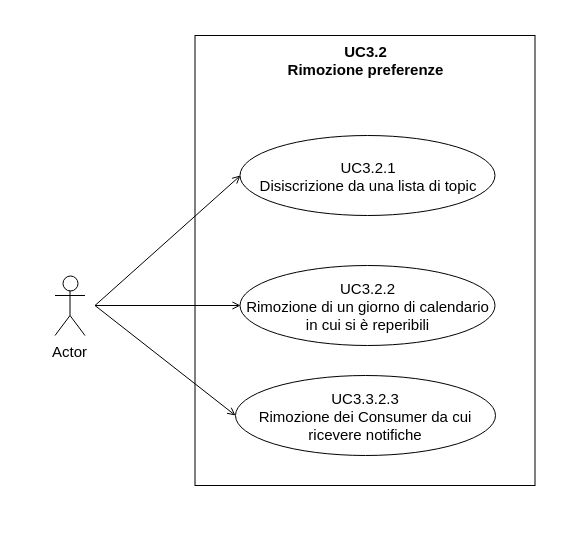 UC3.2
Rimozione preferenze
UC3.2.1
Disiscrizione da una lista di topic
UC3.2.2
Rimozione di un giorno di calendario
in cui si è reperibili
Actor
UC3.3.2.3
Rimozione dei Consumer da cui
ricevere notifiche